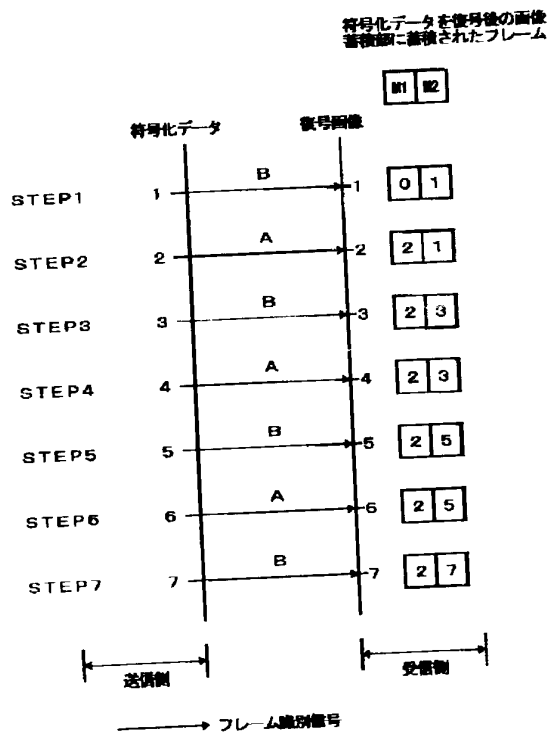 符号化データを復号後の画像
蓄積部に蓄積されたフレーム
M1 M2
符号化データ 復号画像
STEP1 1 B 1 0 1
STEP2 2 A 2 2 1
STEP3 3 B 3 2 3
STEP4 4 A 4 2 3
STEP5 5 B 5 2 5
STEP6 6 A 6 2 5
STEP7 7 B 7 2 7
送信側 受信側
フレーム識別信号